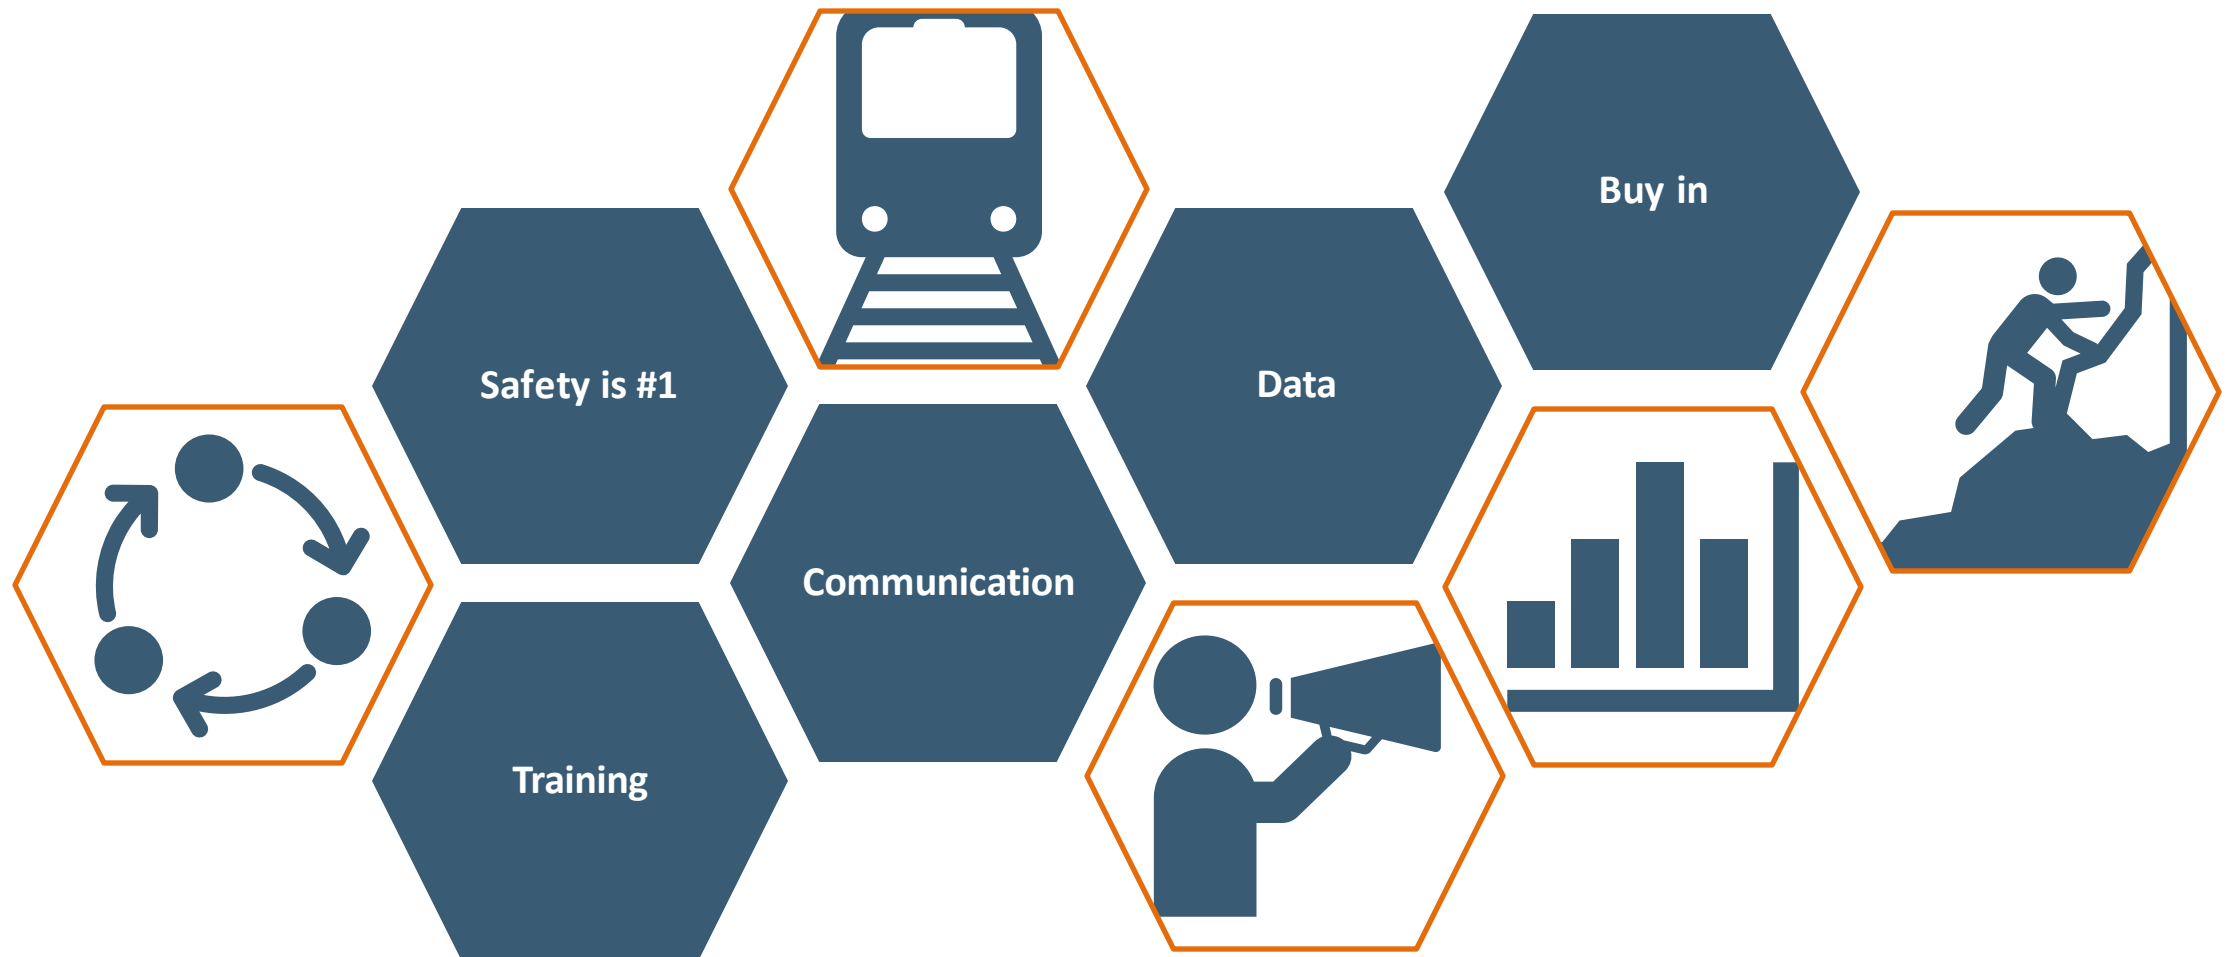 Buy in
Safety is #1
Data
Communication
Training